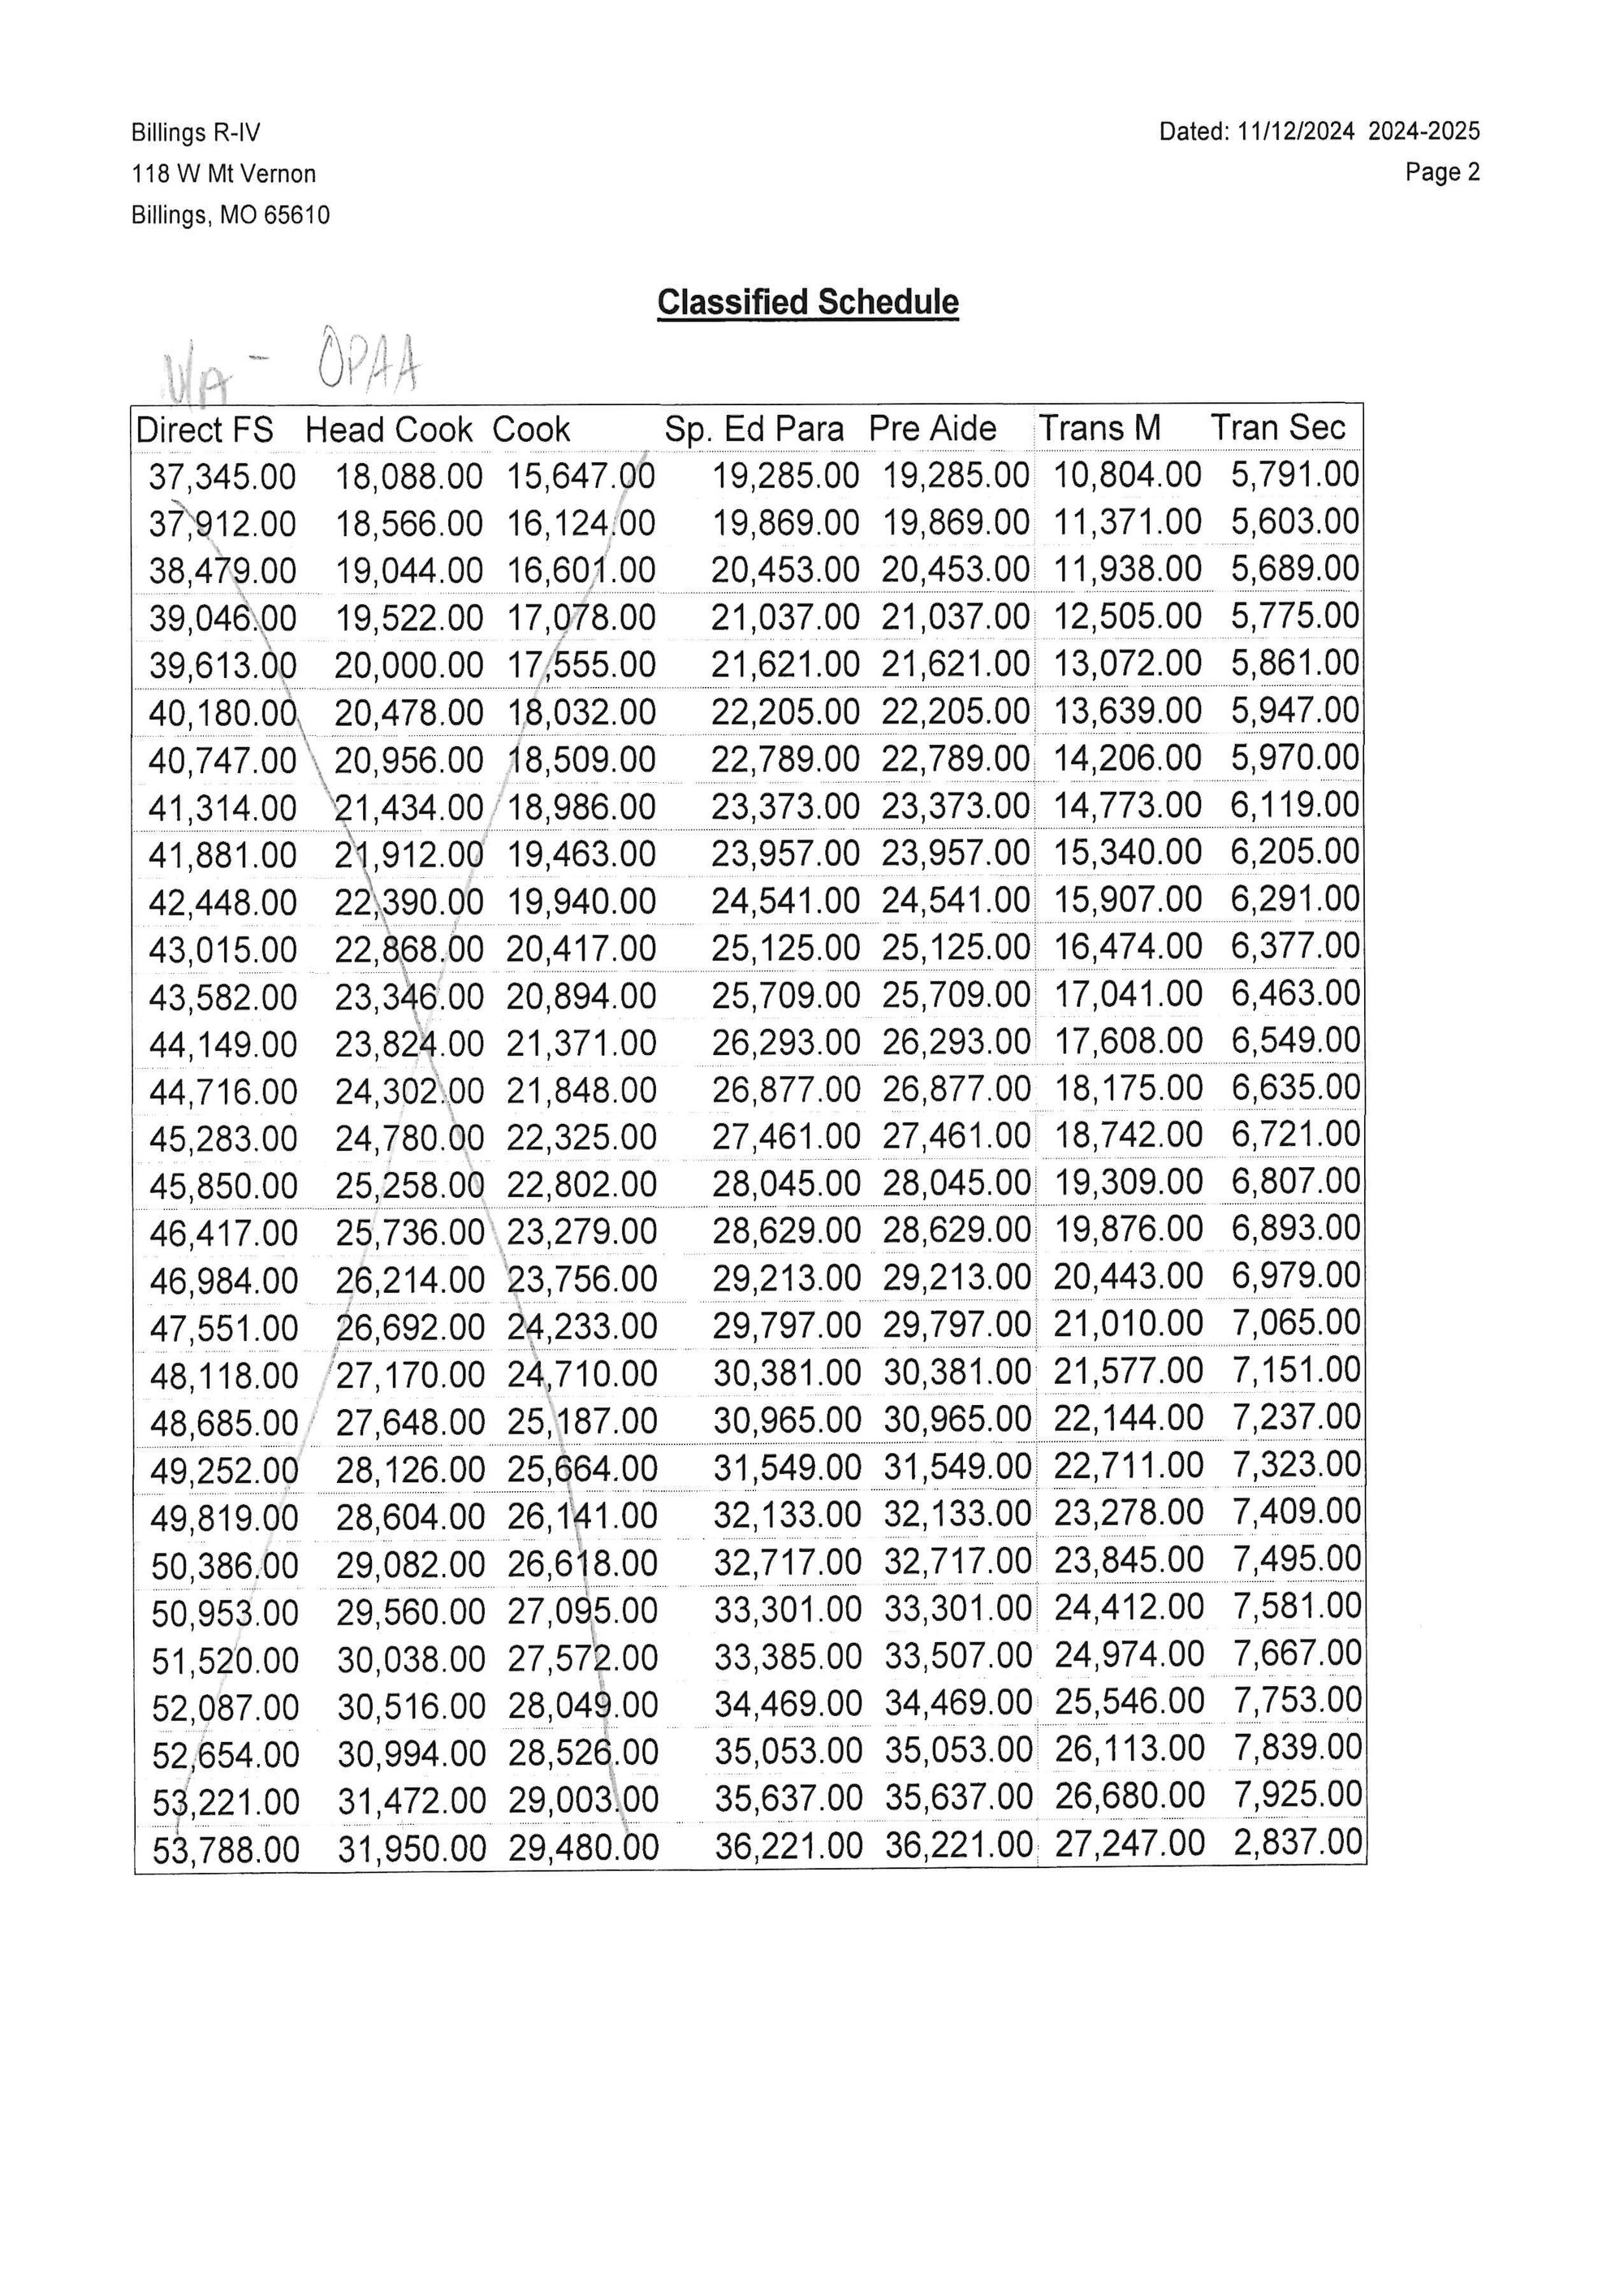 Billings R-IV
118 W Mt Vernon
Billings, MO 65610
Dated: 11/12/2024 2024-2025
Page 2
Classified Schedule
N/A - OPAA
Direct FS Head Cook Cook Sp. Ed Para Pre Aide Trans M Tran Sec
37,345.00 18,088.00 15,647.00 19,285.00 19,285.00 10,804.00 5,791.00
37,912.00 18,566.00 16,124.00 19,869.00 19,869.00 11,371.00 5,603.00
38,479.00 19,044.00 16,601.00 20,453.00 20,453.00 11,938.00 5,689.00
39,046.00 19,522.00 17,078.00 21,037.00 21,037.00 12,505.00 5,775.00
39,613.00 20,000.00 17,555.00 21,621.00 21,621.00 13,072.00 5,861.00
40,180.00 20,478.00 18,032.00 22,205.00 22,205.00 13,639.00 5,947.00
40,747.00 20,956.00 18,509.00 22,789.00 22,789.00 14,206.00 5,970.00
41,314.00 21,434.00 18,986.00 23,373.00 23,373.00 14,773.00 6,119.00
41,881.00 21,912.00 19,463.00 23,957.00 23,957.00 15,340.00 6,205.00
42,448.00 22,390.00 19,940.00 24,541.00 24,541.00 15,907.00 6,291.00
43,015.00 22,868.00 20,417.00 25,125.00 25,125.00 16,474.00 6,377.00
43,582.00 23,346.00 20,894.00 25,709.00 25,709.00 17,041.00 6,463.00
44,149.00 23,824.00 21,371.00 26,293.00 26,293.00 17,608.00 6,549.00
44,716.00 24,302.00 21,848.00 26,877.00 26,877.00 18,175.00 6,635.00
45,283.00 24,780.00 22,325.00 27,461.00 27,461.00 18,742.00 6,721.00
45,850.00 25,258.00 22,802.00 28,045.00 28,045.00 19,309.00 6,807.00
46,417.00 25,736.00 23,279.00 28,629.00 28,629.00 19,876.00 6,893.00
46,984.00 26,214.00 23,756.00 29,213.00 29,213.00 20,443.00 6,979.00
47,551.00 26,692.00 24,233.00 29,797.00 29,797.00 21,010.00 7,065.00
48,118.00 27,170.00 24,710.00 30,381.00 30,381.00 21,577.00 7,151.00
48,685.00 27,648.00 25,187.00 30,965.00 30,965.00 22,144.00 7,237.00
49,252.00 28,126.00 25,664.00 31,549.00 31,549.00 22,711.00 7,323.00
49,819.00 28,604.00 26,141.00 32,133.00 32,133.00 23,278.00 7,409.00
50,386.00 29,082.00 26,618.00 32,717.00 32,717.00 23,845.00 7,495.00
50,953.00 29,560.00 27,095.00 33,301.00 33,301.00 24,412.00 7,581.00
51,520.00 30,038.00 27,572.00 33,385.00 33,507.00 24,974.00 7,667.00
52,087.00 30,516.00 28,049.00 34,469.00 34,469.00 25,546.00 7,753.00
52,654.00 30,994.00 28,526.00 35,053.00 35,053.00 26,113.00 7,839.00
53,221.00 31,472.00 29,003.00 35,637.00 35,637.00 26,680.00 7,925.00
53,788.00 31,950.00 29,480.00 36,221.00 36,221.00 27,247.00 2,837.00